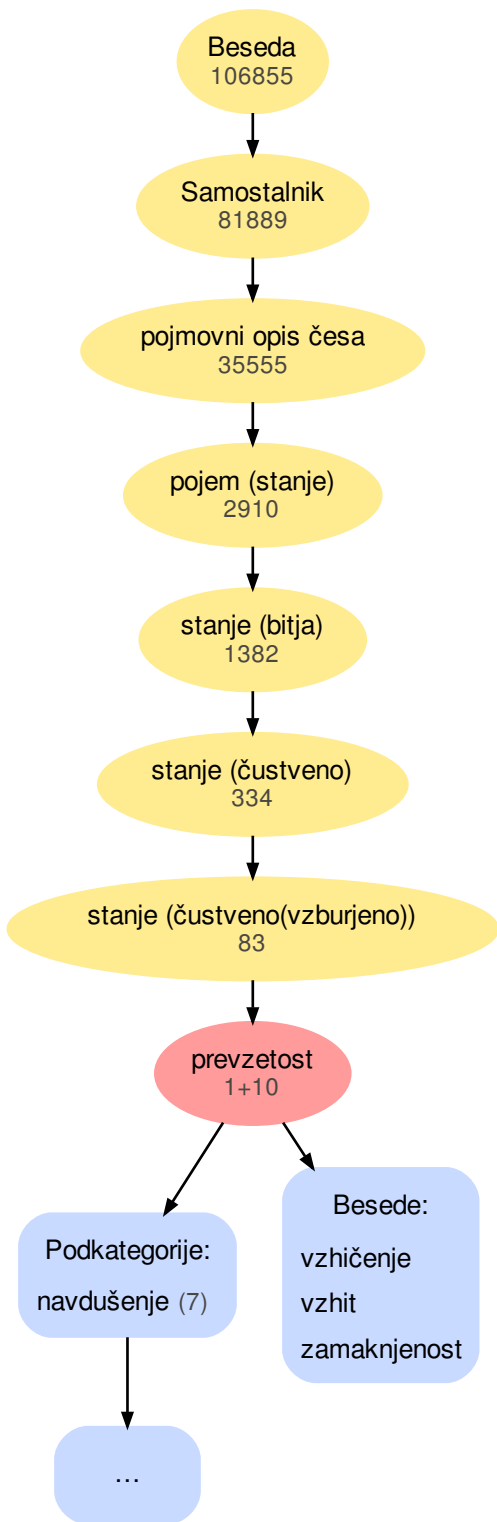 Beseda
106855
Samostalnik
81889
pojmovni opis česa
35555
pojem (stanje)
2910
stanje (bitja)
1382
stanje (čustveno)
334
stanje (čustveno(vzburjeno))
83
prevzetost
1+10
Podkategorije:
navdušenje (7)
Besede:
vzhičenje
vzhit
zamaknjenost
...